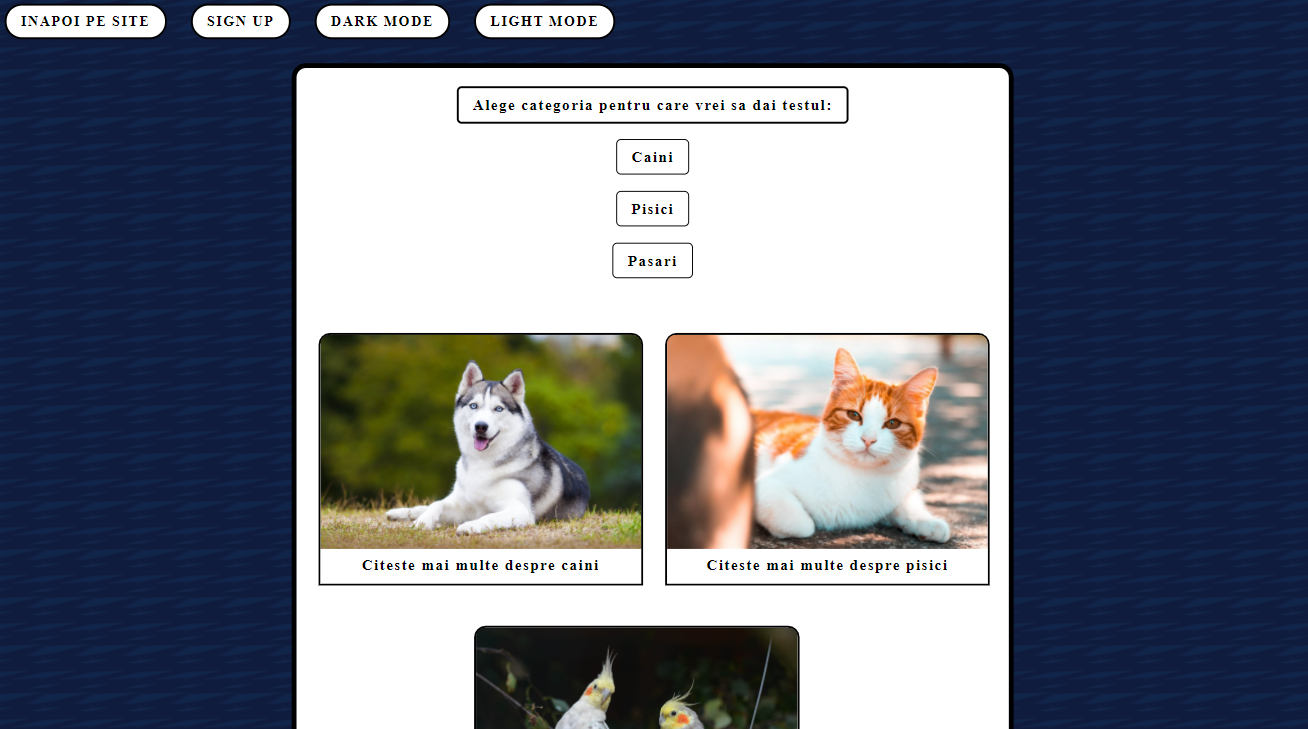 INAPOI PE SITE SIGN UP DARK MODE LIGHT MODE
Alege categoria pentru care vrei sa dai testul:
Caini
Pisici
Pasari
Citeste mai multe despre caini
Citeste mai multe despre pisici